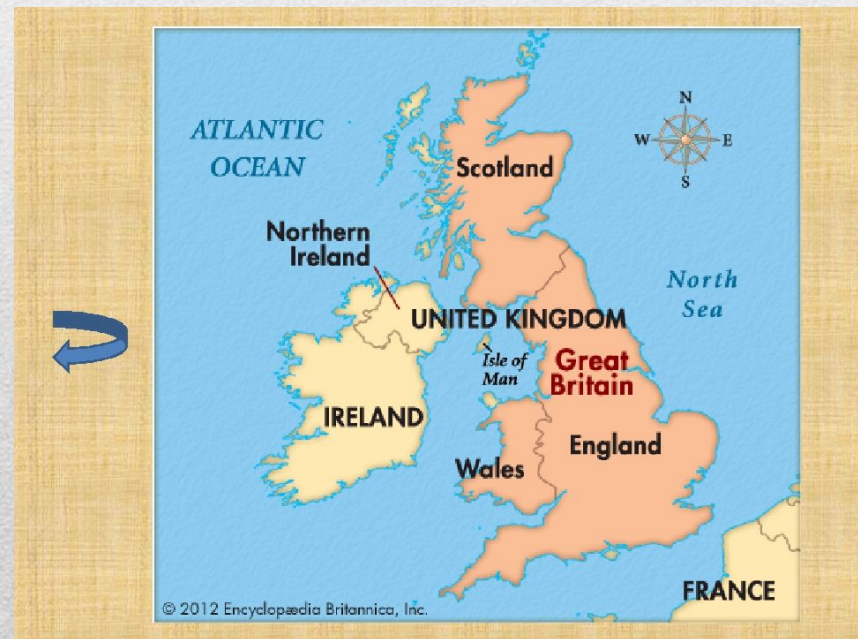 N
W
E
S
ATLANTIC
OCEAN
Scotland
Northern
Ireland
North
Sea
UNITED KINGDOM
Isle of
Man
Great
Britain
IRELAND
England
Wales
FRANCE
© 2012 Encyclopædia Britannica, Inc.